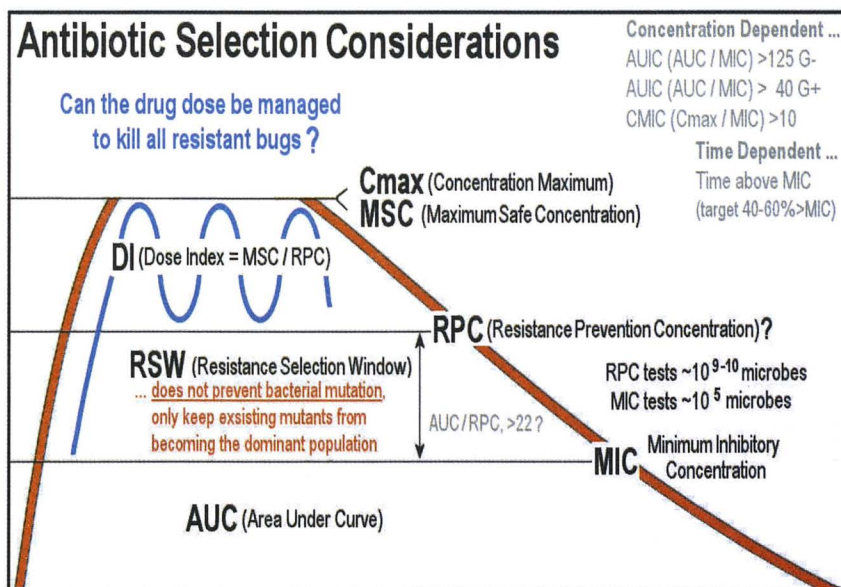 Antibiotic Selection Considerations
Concentration Dependent ...
AUIC (AUC / MIC) >125 G-
AUIC (AUC / MIC) > 40 G+
CMIC (Cmax / MIC) >10
Time Dependent ...
Time above MIC
(target 40-60%>MIC)
Can the drug dose be managed
to kill all resistant bugs ?
Cmax (Concentration Maximum)
MSC (Maximum Safe Concentration)
DI (Dose Index = MSC / RPC)
RPC (Resistance Prevention Concentration)?
RSW (Resistance Selection Window)
... does not prevent bacterial mutation,
only keep exsisting mutants from
becoming the dominant population
AUC / RPC, >22 ?
RPC tests ~10 9-10 microbes
MIC tests ~10 5 microbes
MIC Minimum Inhibitory
Concentration
AUC (Area Under Curve)